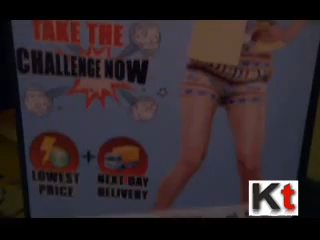 TAKE THE
CHALLENGE NOW
LOWEST
PRICE
+
NEXT DAY
DELIVERY
Kt